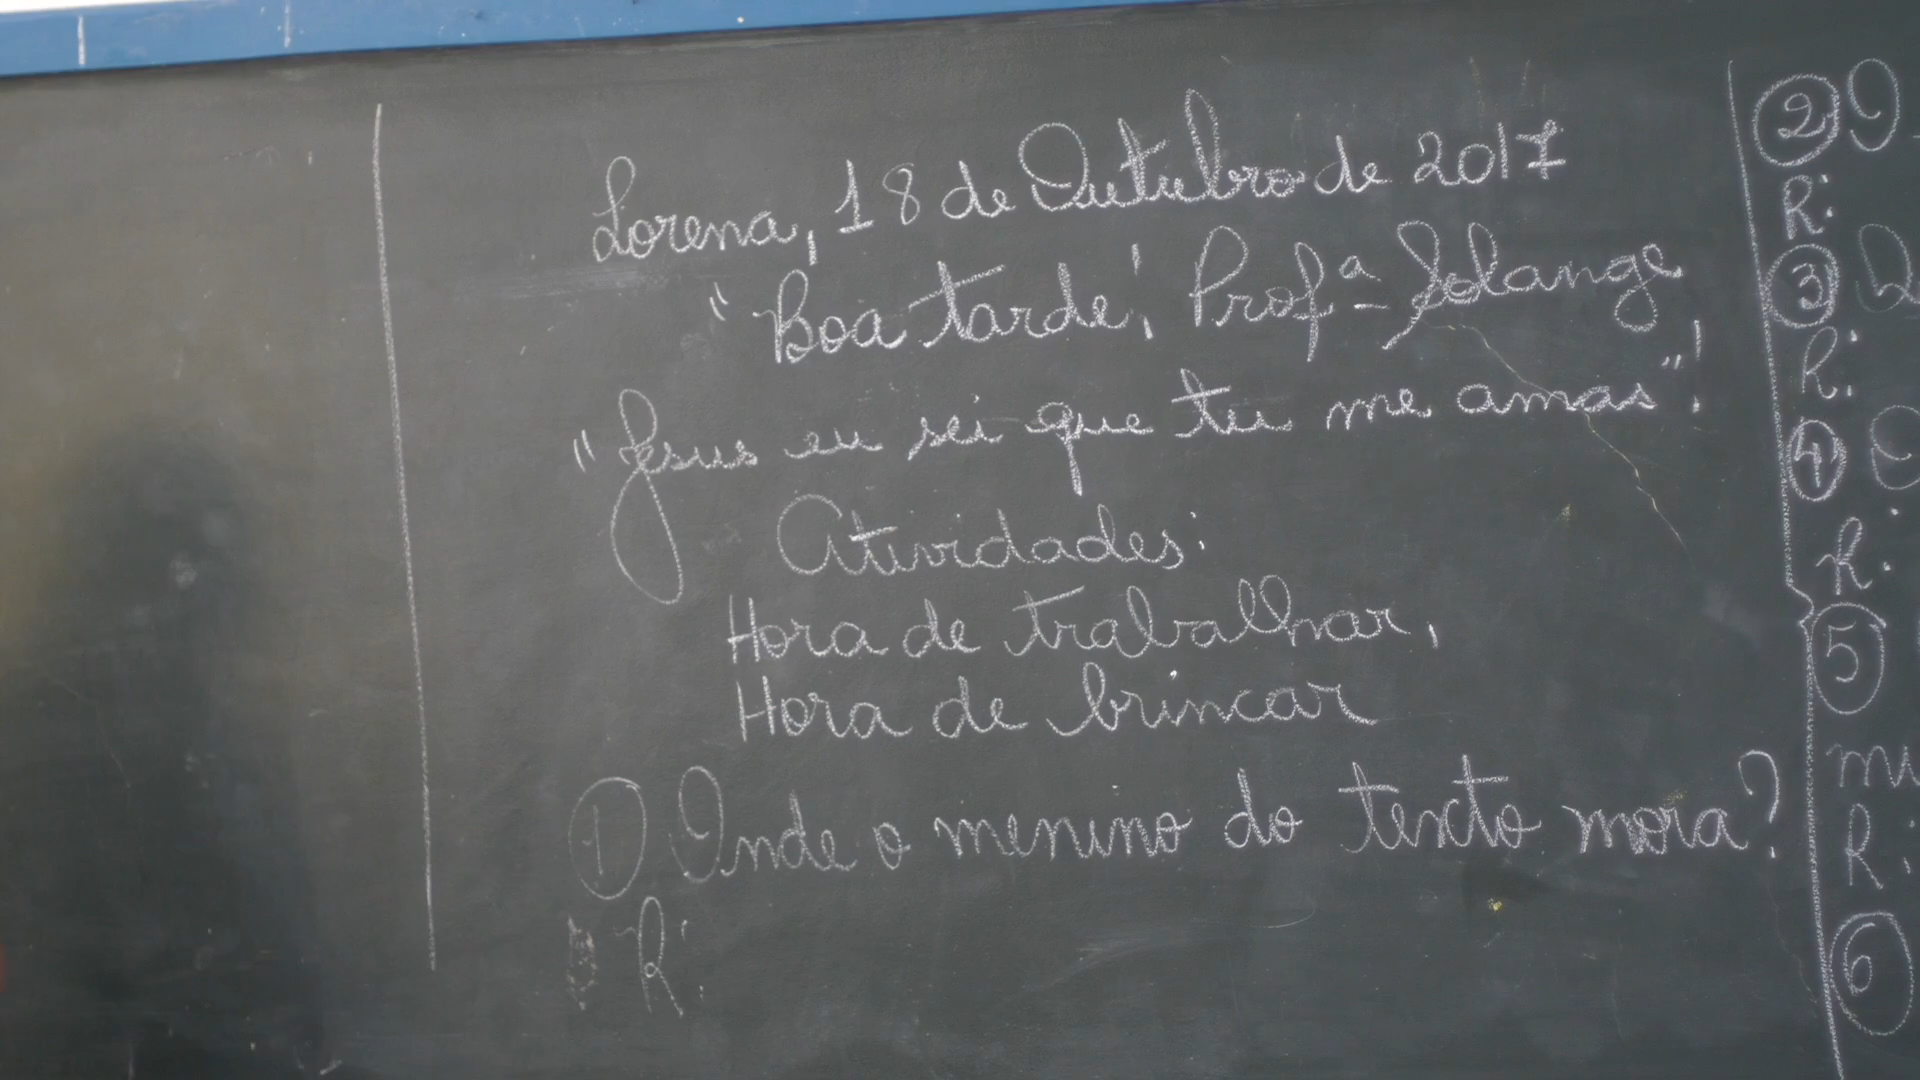 Lorena, 18 de Outubro de 2017
"Boa tarde"! Profª Solange
"Jesus eu sei que tu me amas"!
Atividades:
Hora de trabalhar,
Hora de brincar
① Onde o menino do texto mora?
R:
② O
R:
③
R:
④
R:
⑤
R:
⑥